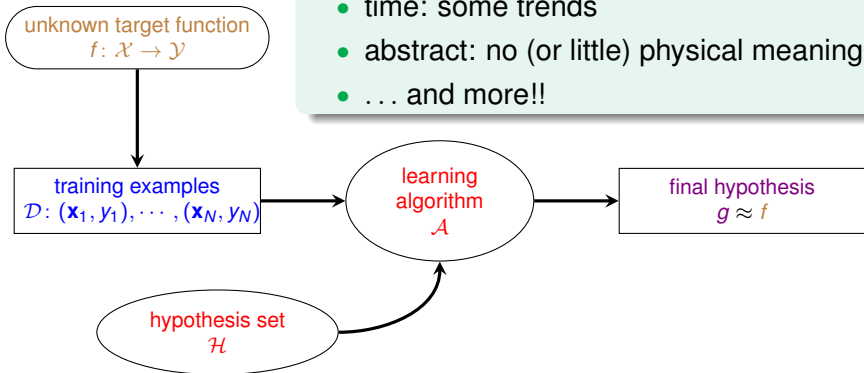 • time: some trends
• abstract: no (or little) physical meaning
• . . . and more!!
unknown target function
f : 𝒳 → 𝒴
training examples
𝒟 : (x₁, y₁), · · · , (x_N, y_N)
learning
algorithm
𝒜
final hypothesis
g ≈ f
hypothesis set
ℋ